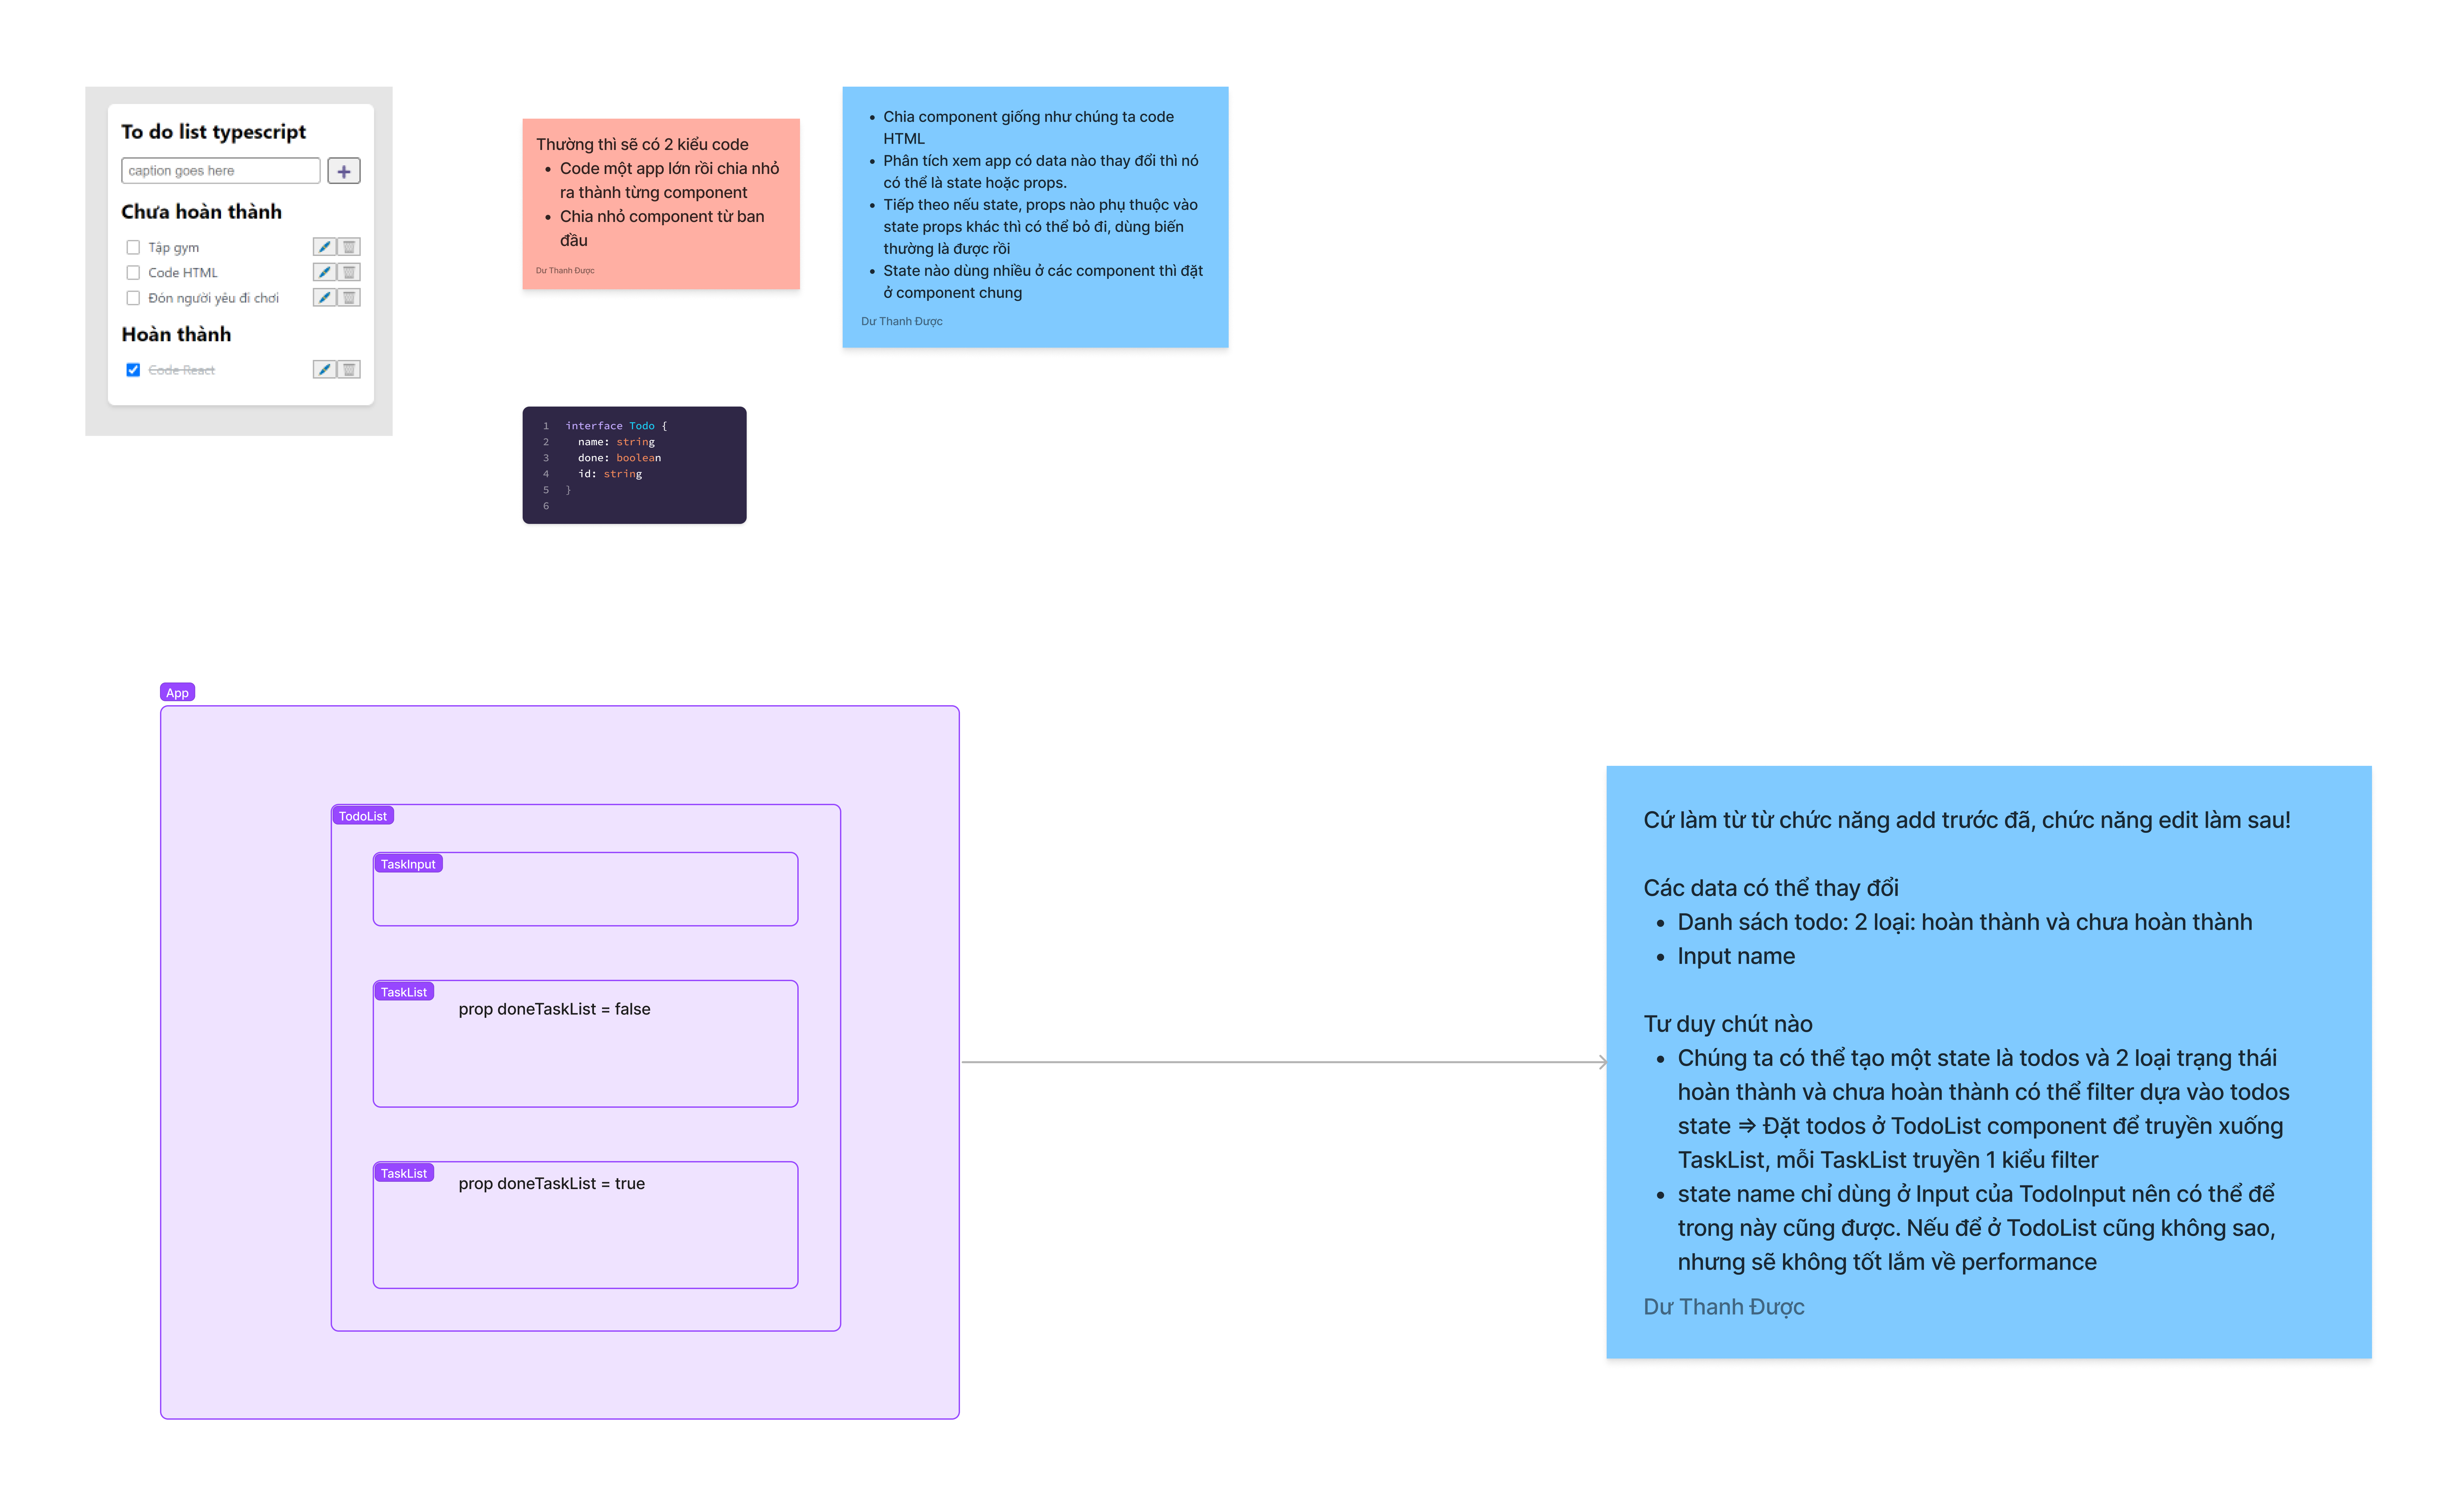 To do list typescript
caption goes here
+
Chưa hoàn thành
Tập gym
Code HTML
Đón người yêu đi chơi
Hoàn thành
Code React
Thường thì sẽ có 2 kiểu code
• Code một app lớn rồi chia nhỏ
ra thành từng component
• Chia nhỏ component từ ban
đầu
Dư Thanh Được
• Chia component giống như chúng ta code
HTML
• Phân tích xem app có data nào thay đổi thì nó
có thể là state hoặc props.
• Tiếp theo nếu state, props nào phụ thuộc vào
state props khác thì có thể bỏ đi, dùng biến
thường là được rồi
• State nào dùng nhiều ở các component thì đặt
ở component chung
Dư Thanh Được
1 interface Todo {
2 name: string
3 done: boolean
4 id: string
5 }
6
App
TodoList
TaskInput
TaskList
prop doneTaskList = false
TaskList
prop doneTaskList = true
Cứ làm từ từ chức năng add trước đã, chức năng edit làm sau!
Các data có thể thay đổi
• Danh sách todo: 2 loại: hoàn thành và chưa hoàn thành
• Input name
Tư duy chút nào
• Chúng ta có thể tạo một state là todos và 2 loại trạng thái
hoàn thành và chưa hoàn thành có thể filter dựa vào todos
state => Đặt todos ở TodoList component để truyền xuống
TaskList, mỗi TaskList truyền 1 kiểu filter
• state name chỉ dùng ở Input của TodoInput nên có thể để
trong này cũng được. Nếu để ở TodoList cũng không sao,
nhưng sẽ không tốt lắm về performance
Dư Thanh Được